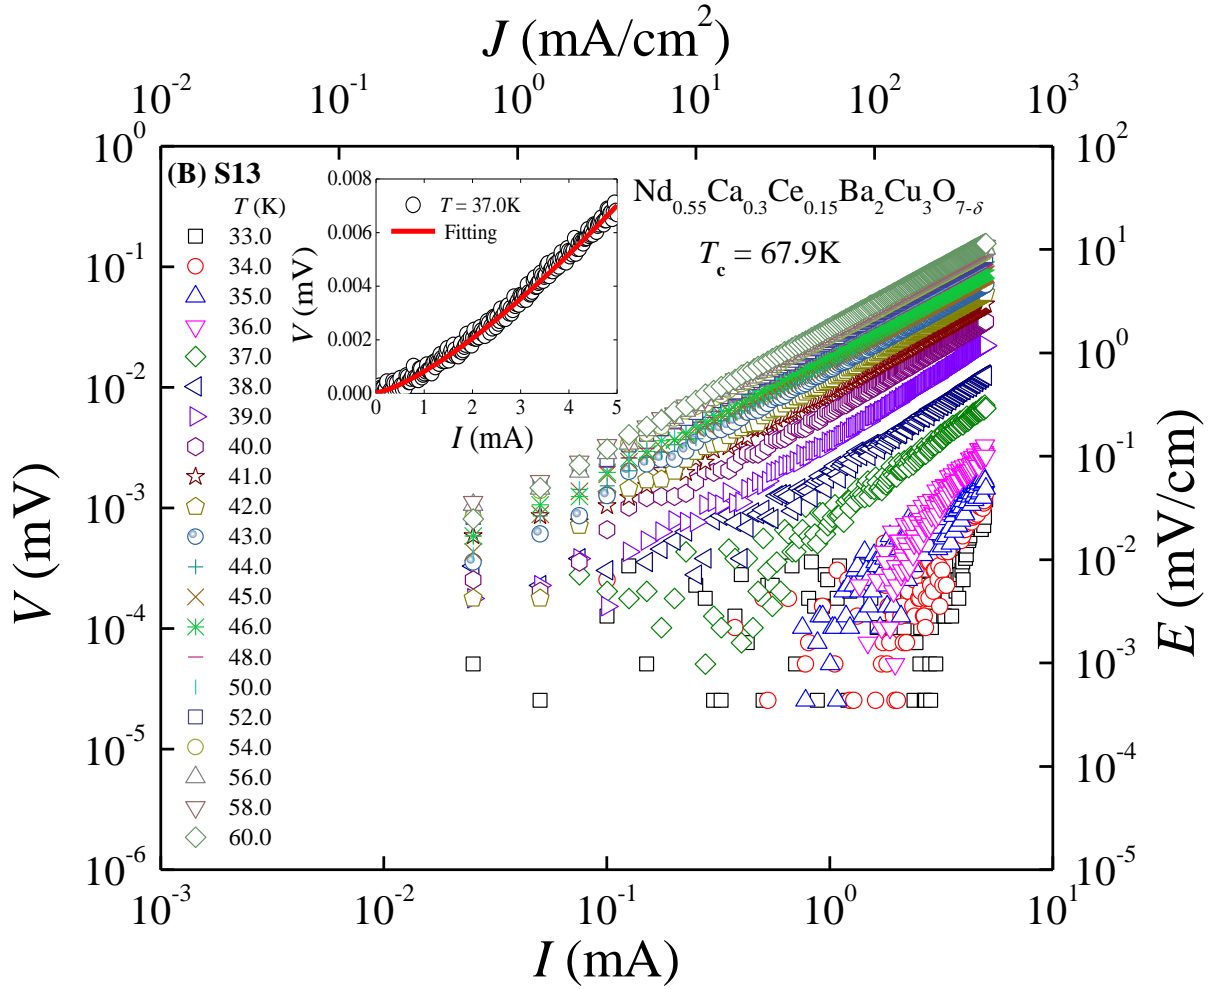 J (mA/cm²)
10⁻² 10⁻¹ 10⁰ 10¹ 10² 10³
(B) S13
T (K)
33.0
34.0
35.0
36.0
37.0
38.0
39.0
40.0
41.0
42.0
43.0
44.0
45.0
46.0
48.0
50.0
52.0
54.0
56.0
58.0
60.0
0.008
0.006
0.004
0.002
0.000
V (mV)
T = 37.0K
Fitting
0 1 2 3 4 5
I (mA)
Nd₀.₅₅Ca₀.₃Ce₀.₁₅Ba₂Cu₃O₇₋δ
T_c = 67.9K
10⁰
10⁻¹
10⁻²
10⁻³
10⁻⁴
10⁻⁵
10⁻⁶
V (mV)
10²
10¹
10⁰
10⁻¹
10⁻²
10⁻³
10⁻⁴
10⁻⁵
E (mV/cm)
10⁻³ 10⁻² 10⁻¹ 10⁰ 10¹
I (mA)